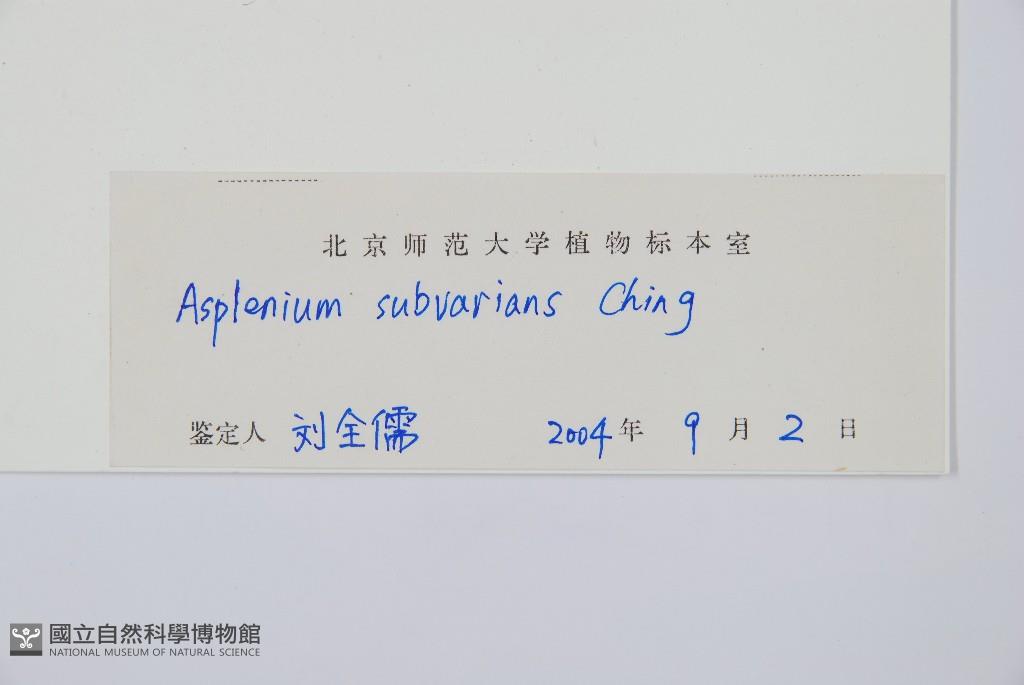 北京师范大学植物标本室
Asplenium subvarians Ching
鉴定人 刘全儒 2004年 9月 2日
國立自然科學博物館
NATIONAL MUSEUM OF NATURAL SCIENCE